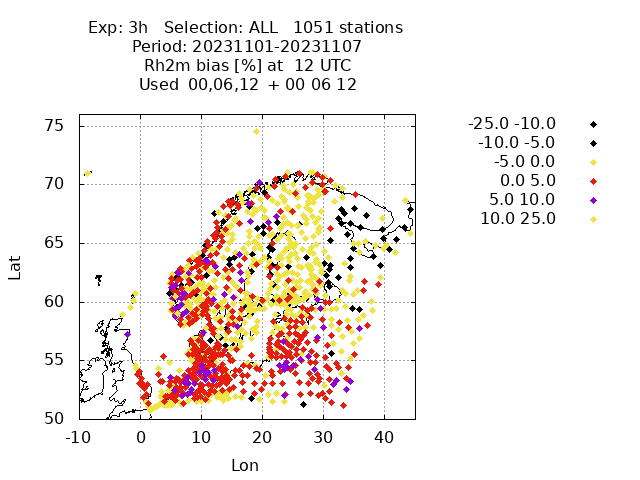 Exp: 3h   Selection: ALL   1051 stations
Period: 20231101-20231107
Rh2m bias [%] at  12 UTC
Used  00,06,12  + 00 06 12
-25.0 -10.0
-10.0 -5.0
-5.0 0.0
0.0 5.0
5.0 10.0
10.0 25.0
75
70
65
60
55
50
Lat
-10 0 10 20 30 40
Lon